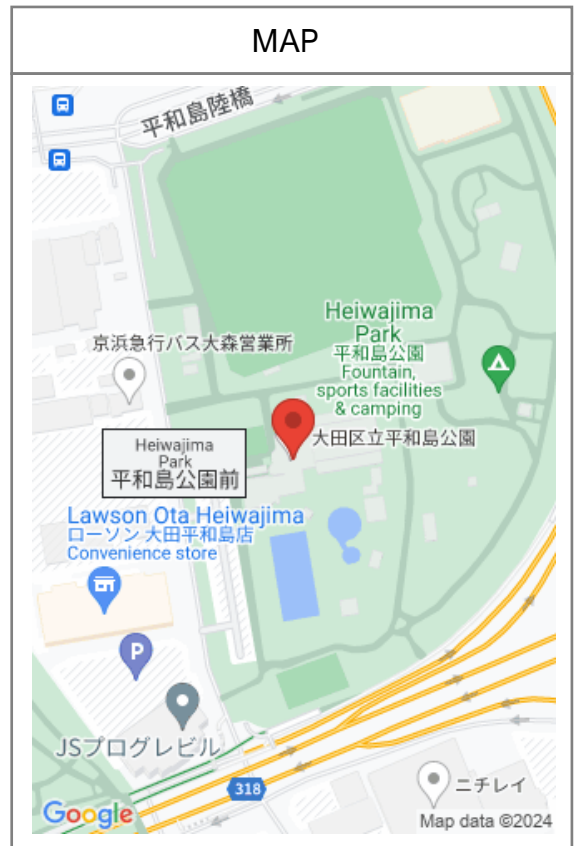 MAP
平和島陸橋
Heiwajima
Park
平和島公園
Fountain,
sports facilities
& camping
京浜急行バス大森営業所
大田区立平和島公園
Heiwajima
Park
平和島公園前
Lawson Ota Heiwajima
ローソン 大田平和島店
Convenience store
P
JSプログレビル
318
ニチレイ
Google
Map data ©2024